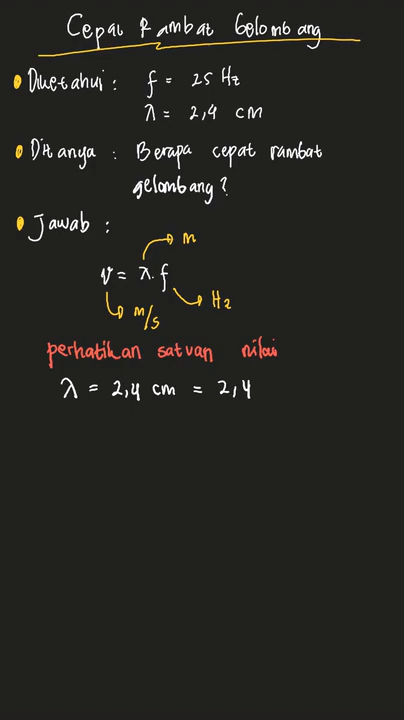 Cepat Rambat Gelombang
Diketahui : f = 25 Hz
λ = 2,4 cm
Ditanya : Berapa cepat rambat
gelombang?
Jawab :
m
v = λ. f
Hz
m/s
perhatikan satuan nilai
λ = 2,4 cm = 2,4